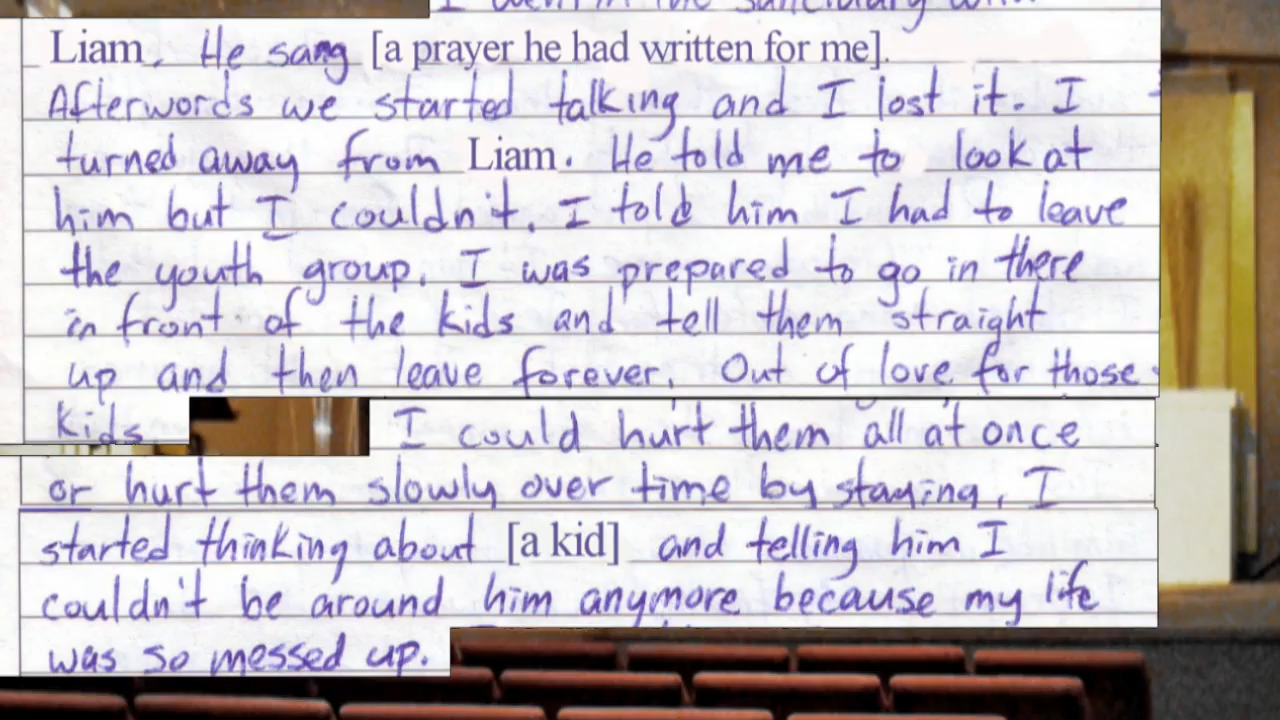 I went in the sanctuary with
Liam. He sang [a prayer he had written for me].
Afterwords we started talking and I lost it. I
turned away from Liam. He told me to look at
him but I couldn't. I told him I had to leave
the youth group. I was prepared to go in there
in front of the kids and tell them straight
up and then leave forever. Out of love for those
kids. I could hurt them all at once
or hurt them slowly over time by staying. I
started thinking about [a kid] and telling him I
couldn't be around him anymore because my life
was so messed up.